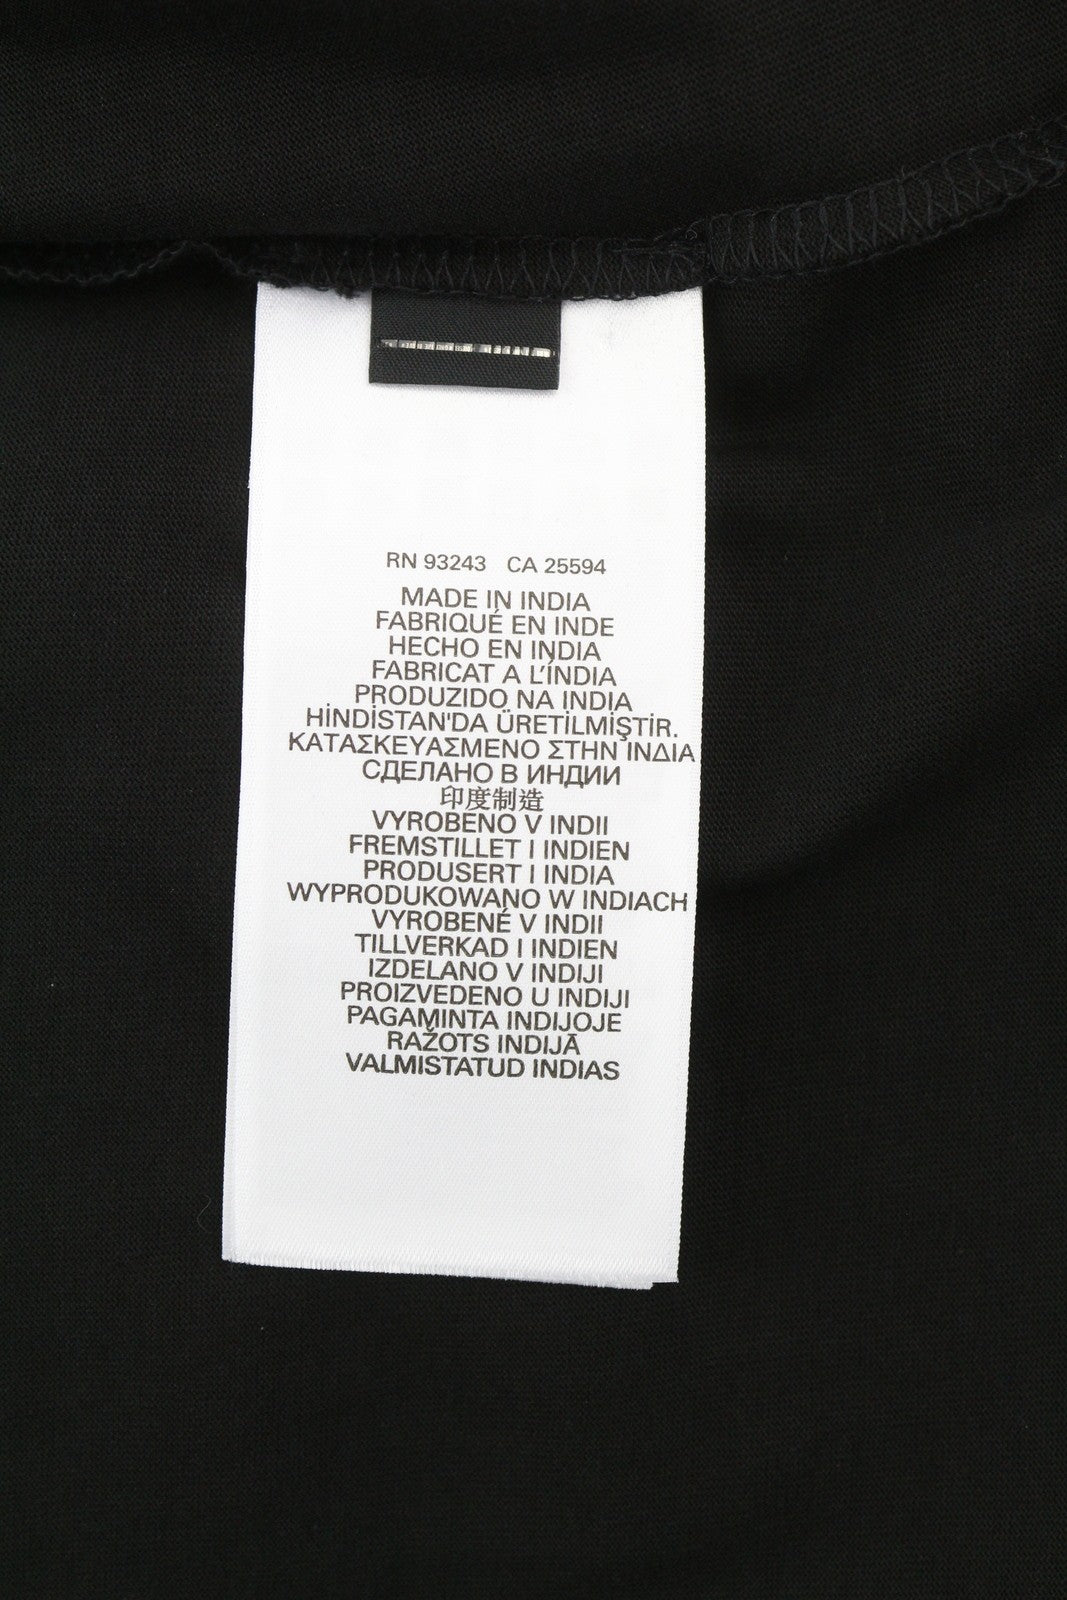 RN 93243 CA 25594
MADE IN INDIA
FABRIQUÉ EN INDE
HECHO EN INDIA
FABRICAT A L'ÍNDIA
PRODUZIDO NA INDIA
HİNDİSTAN'DA ÜRETİLMİŞTİR.
ΚΑΤΑΣΚΕΥΑΣΜΕΝΟ ΣΤΗΝ ΙΝΔΙΑ
СДЕЛАНО В ИНДИИ
印度制造
VYROBENO V INDII
FREMSTILLET I INDIEN
PRODUSERT I INDIA
WYPRODUKOWANO W INDIACH
VYROBENÉ V INDII
TILLVERKAD I INDIEN
IZDELANO V INDIJI
PROIZVEDENO U INDIJI
PAGAMINTA INDIJOJE
RAŽOTS INDIJĀ
VALMISTATUD INDIAS